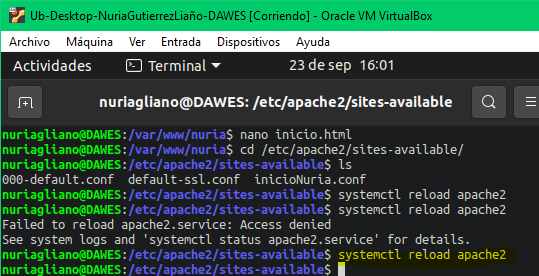 Ub-Desktop-NuriaGutierrezLiaño-DAWES [Corriendo] - Oracle VM VirtualBox
Archivo Máquina Ver Entrada Dispositivos Ayuda
Actividades Terminal 23 de sep 16:01
nuriagliano@DAWES: /etc/apache2/sites-available
nuriagliano@DAWES:/var/www/nuria$ nano inicio.html
nuriagliano@DAWES:/var/www/nuria$ cd /etc/apache2/sites-available/
nuriagliano@DAWES:/etc/apache2/sites-available$ ls
000-default.conf default-ssl.conf inicioNuria.conf
nuriagliano@DAWES:/etc/apache2/sites-available$ systemctl reload apache2
nuriagliano@DAWES:/etc/apache2/sites-available$ systemctl reload apache2
Failed to reload apache2.service: Access denied
See system logs and 'systemctl status apache2.service' for details.
nuriagliano@DAWES:/etc/apache2/sites-available$ systemctl reload apache2
nuriagliano@DAWES:/etc/apache2/sites-available$